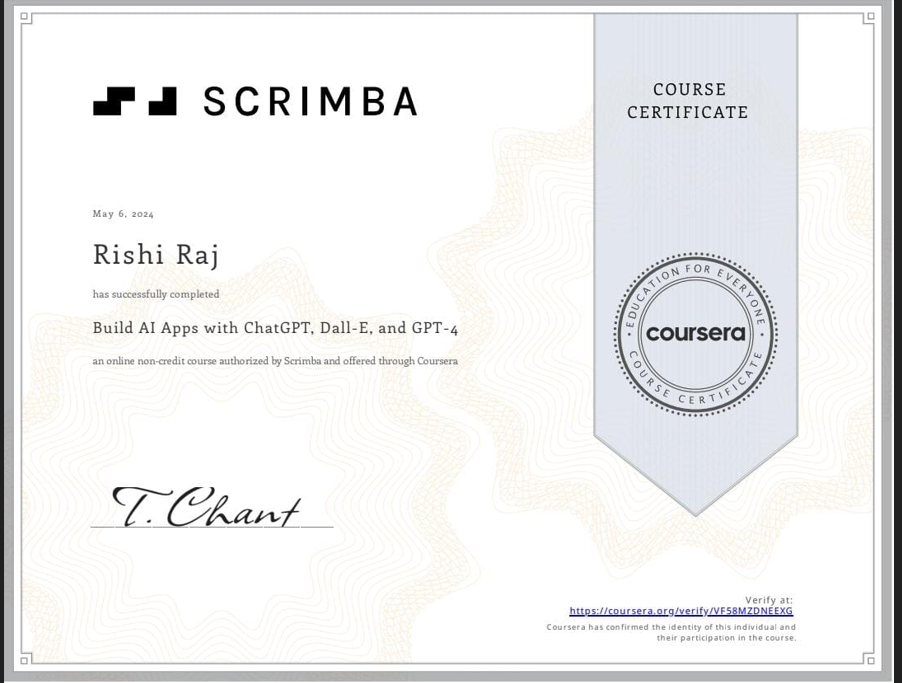 SCRIMBA
COURSE
CERTIFICATE
May 6, 2024
Rishi Raj
has successfully completed
Build AI Apps with ChatGPT, Dall-E, and GPT-4
an online non-credit course authorized by Scrimba and offered through Coursera
EDUCATION FOR EVERYONE
coursera
COURSE CERTIFICATE
T. Chant
Verify at:
https://coursera.org/verify/VF58MZDNEEXG
Coursera has confirmed the identity of this individual and
their participation in the course.